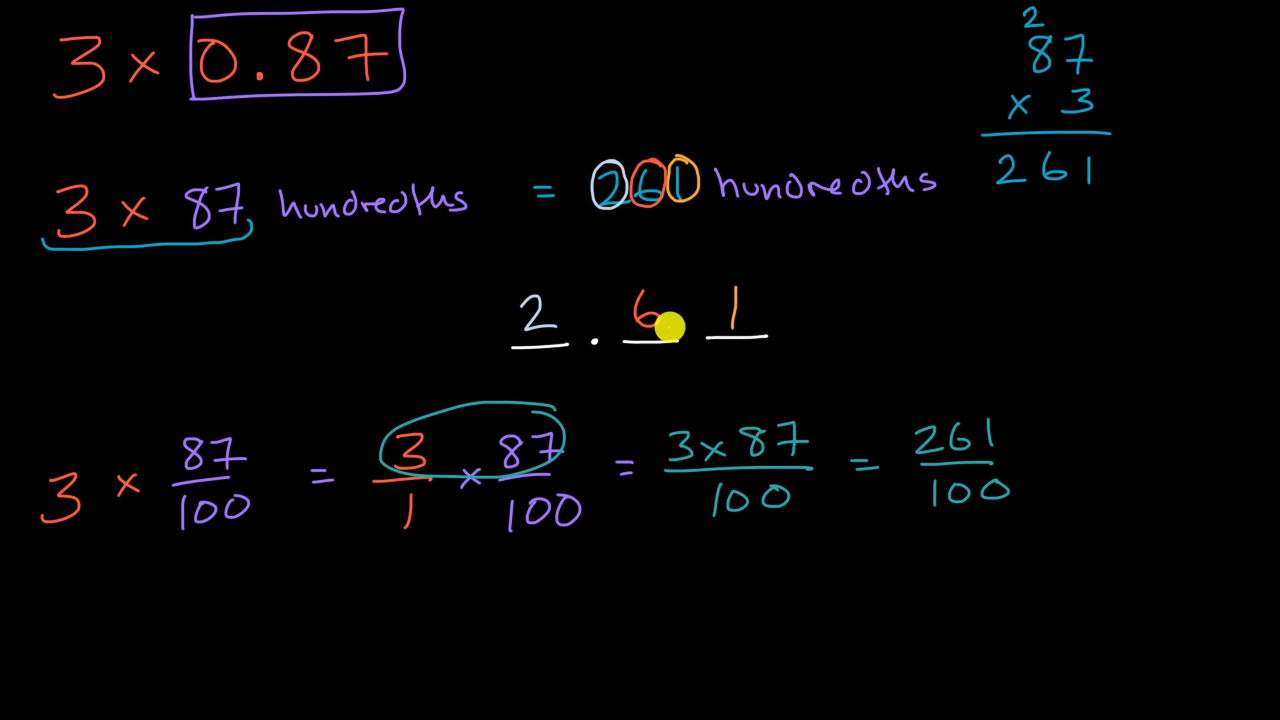 3 × 0.87
2
87
× 3
261
3 × 87 hundredths = 261 hundredths
2 . 6 1
3 × 87/100 = 3/1 × 87/100 = 3 × 87/100 = 261/100